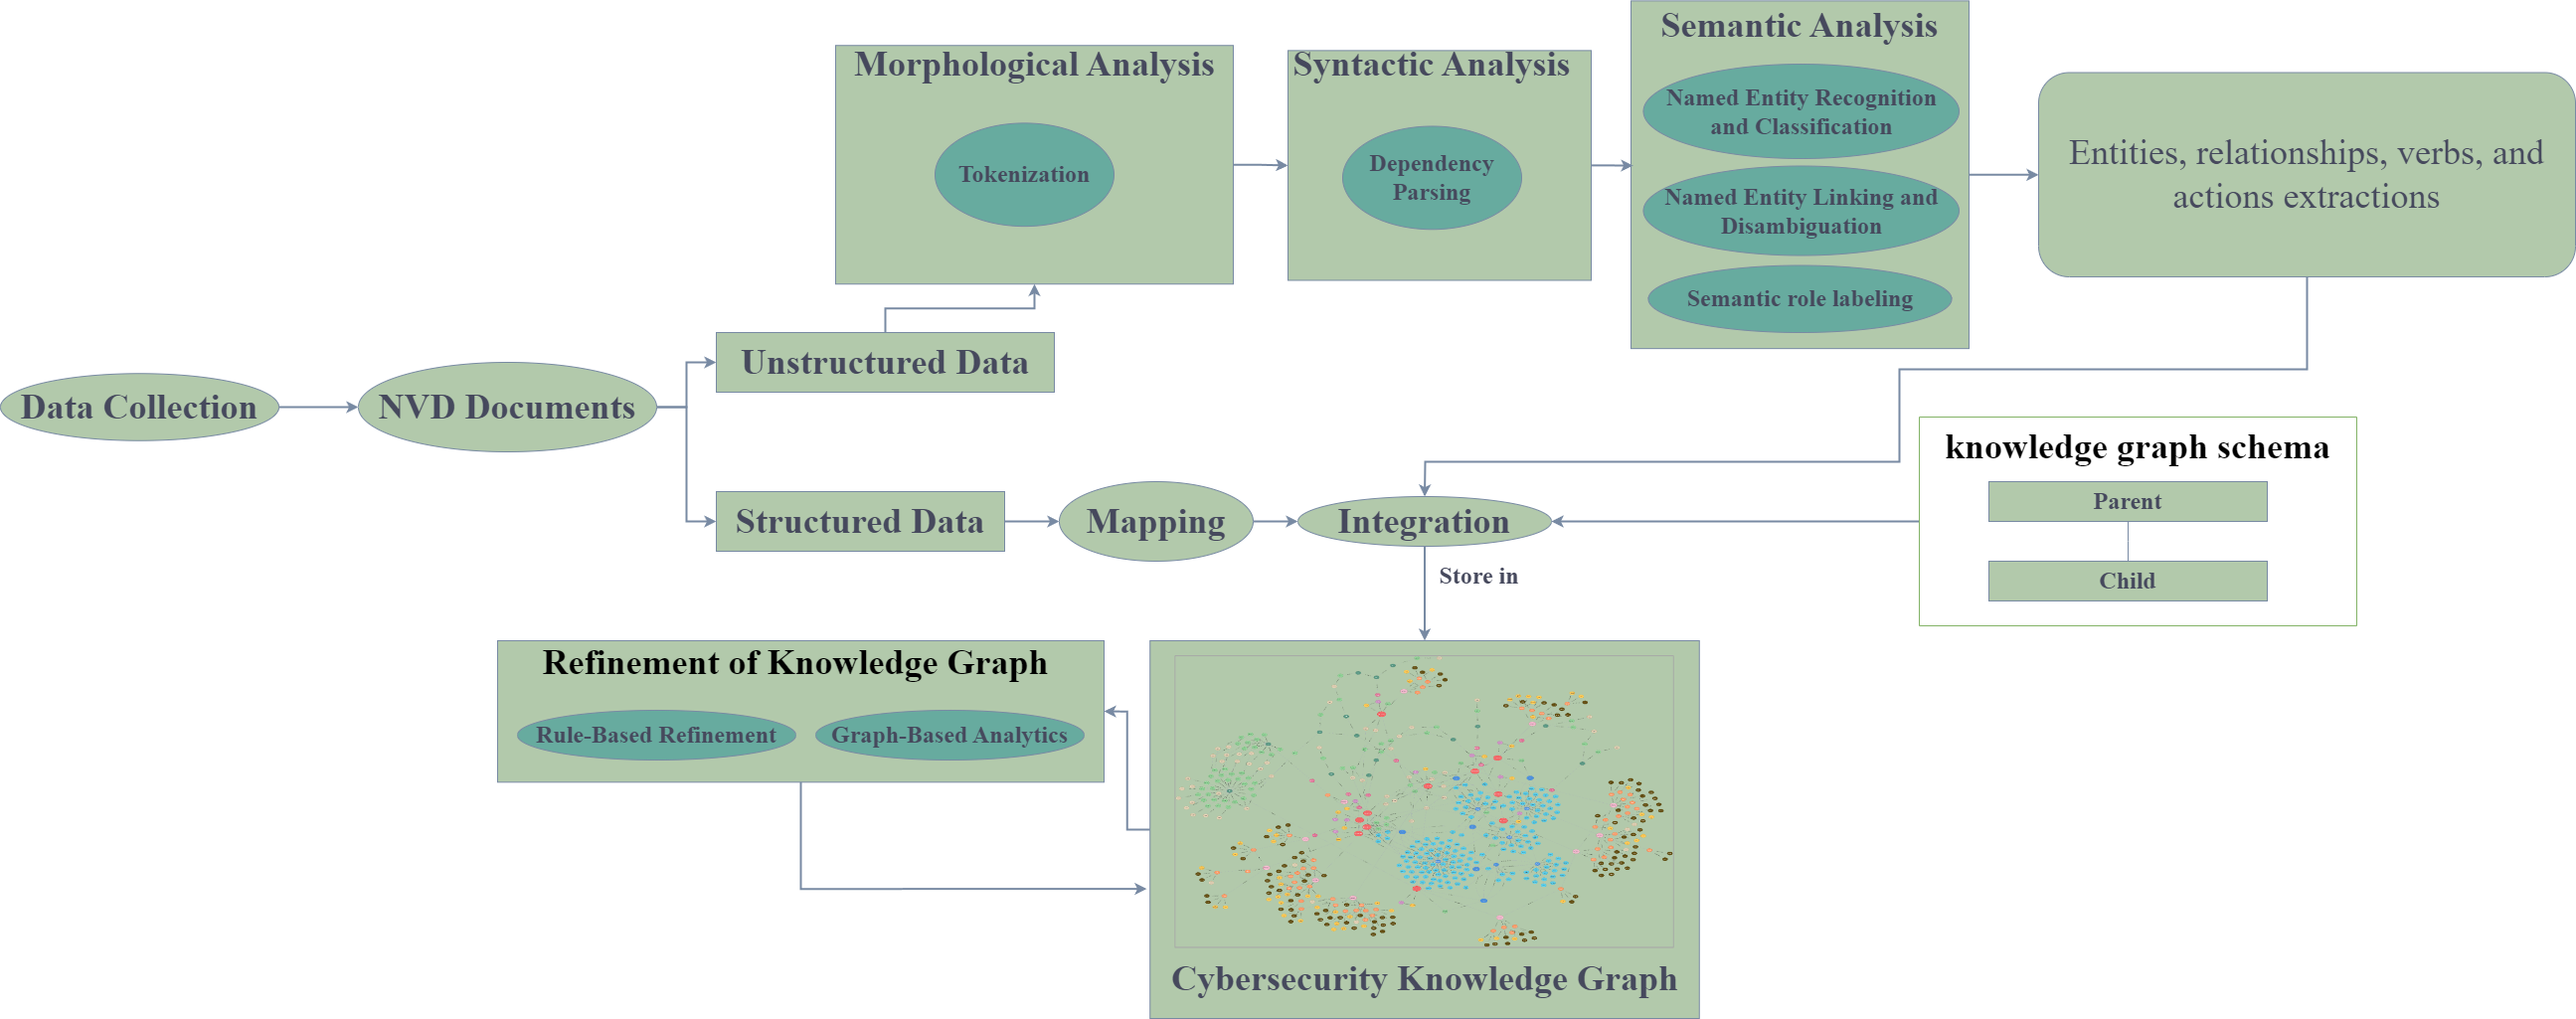 Morphological Analysis
Tokenization
Syntactic Analysis
Dependency
Parsing
Semantic Analysis
Named Entity Recognition
and Classification
Named Entity Linking and
Disambiguation
Semantic role labeling
Entities, relationships, verbs, and
actions extractions
Data Collection
NVD Documents
Unstructured Data
Structured Data
Mapping
Integration
knowledge graph schema
Parent
Child
Store in
Refinement of Knowledge Graph
Rule-Based Refinement
Graph-Based Analytics
Cybersecurity Knowledge Graph